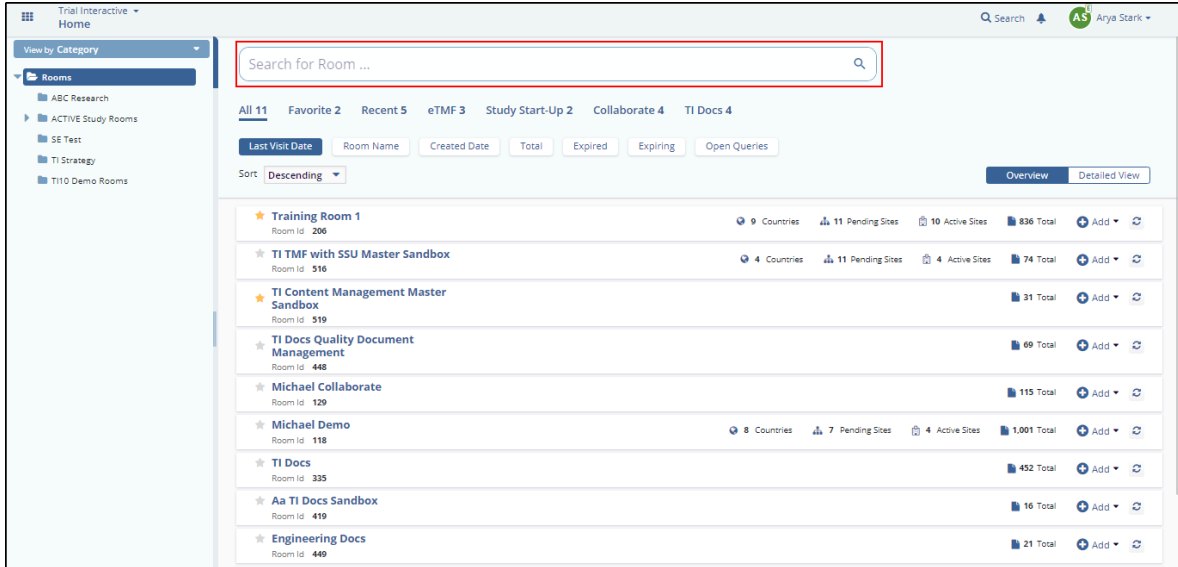 Trial Interactive
Home
Search
AS
Arya Stark
View by Category
Rooms
ABC Research
ACTIVE Study Rooms
SE Test
TI Strategy
TI10 Demo Rooms
Search for Room ...
All 11 Favorite 2 Recent 5 eTMF 3 Study Start-Up 2 Collaborate 4 TI Docs 4
Last Visit Date Room Name Created Date Total Expired Expiring Open Queries
Sort Descending
Overview Detailed View
Training Room 1
Room Id 206
9 Countries 11 Pending Sites 10 Active Sites 836 Total Add
TI TMF with SSU Master Sandbox
Room Id 516
4 Countries 11 Pending Sites 4 Active Sites 74 Total Add
TI Content Management Master
Sandbox
Room Id 519
31 Total Add
TI Docs Quality Document
Management
Room Id 448
69 Total Add
Michael Collaborate
Room Id 129
115 Total Add
Michael Demo
Room Id 118
8 Countries 7 Pending Sites 4 Active Sites 1,001 Total Add
TI Docs
Room Id 335
452 Total Add
Aa TI Docs Sandbox
Room Id 419
16 Total Add
Engineering Docs
Room Id 449
21 Total Add